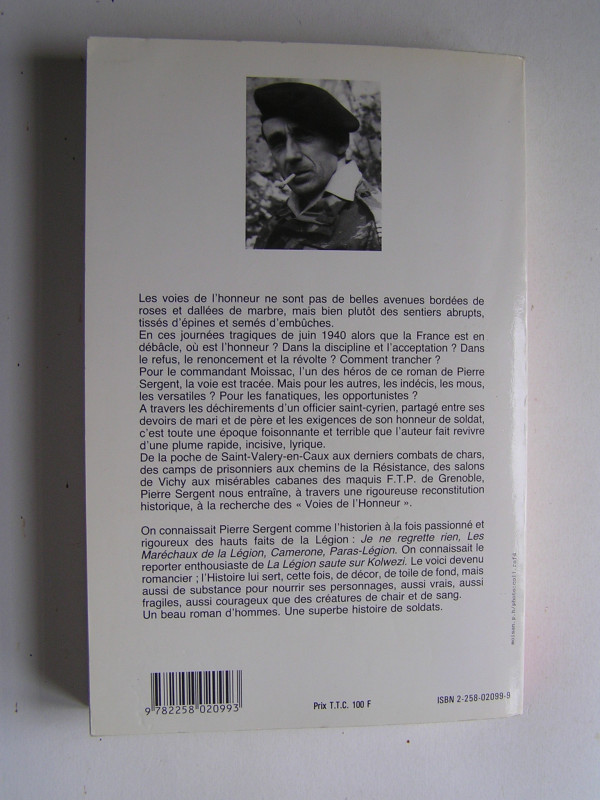 Les voies de l'honneur ne sont pas de belles avenues bordées de
roses et dallées de marbre, mais bien plutôt des sentiers abrupts,
tissés d'épines et semés d'embûches.
En ces journées tragiques de juin 1940 alors que la France est en
débâcle, où est l'honneur ? Dans la discipline et l'acceptation ? Dans
le refus, le renoncement et la révolte ? Comment trancher ?
Pour le commandant Moissac, l'un des héros de ce roman de Pierre
Sergent, la voie est tracée. Mais pour les autres, les indécis, les mous,
les versatiles ? Pour les fanatiques, les opportunistes ?
A travers les déchirements d'un officier saint-cyrien, partagé entre ses
devoirs de mari et de père et les exigences de son honneur de soldat,
c'est toute une époque foisonnante et terrible que l'auteur fait revivre
d'une plume rapide, incisive, lyrique.
De la poche de Saint-Valery-en-Caux aux derniers combats de chars,
des camps de prisonniers aux chemins de la Résistance, des salons
de Vichy aux misérables cabanes des maquis F.T.P. de Grenoble,
Pierre Sergent nous entraîne, à travers une rigoureuse reconstitution
historique, à la recherche des « Voies de l'Honneur ».
On connaissait Pierre Sergent comme l'historien à la fois passionné et
rigoureux des hauts faits de la Légion : Je ne regrette rien, Les
Maréchaux de la Légion, Camerone, Paras-Légion. On connaissait le
reporter enthousiaste de La Légion saute sur Kolwezi. Le voici devenu
romancier ; l'Histoire lui sert, cette fois, de décor, de toile de fond, mais
aussi de substance pour nourrir ses personnages, aussi vrais, aussi
fragiles, aussi courageux que des créatures de chair et de sang.
Un beau roman d'hommes. Une superbe histoire de soldats.
9 782258 020993
Prix T.T.C. 100 F
ISBN 2-258-02099-9